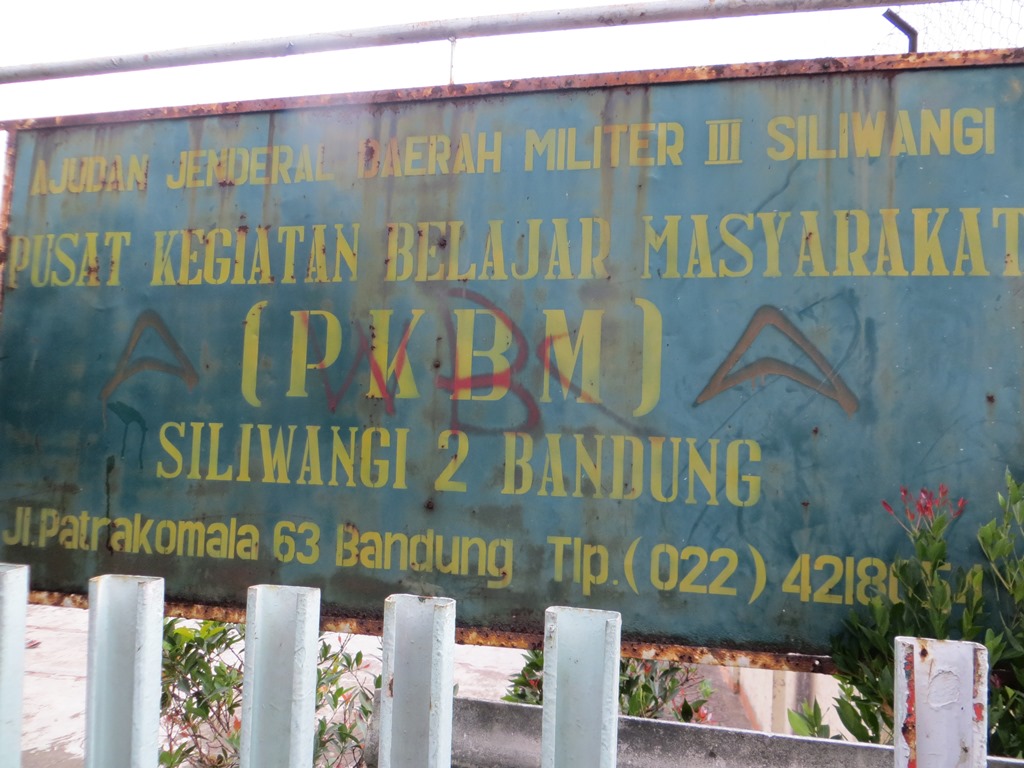 AJUDAN JENDERAL DAERAH MILITER III SILIWANGI
PUSAT KEGIATAN BELAJAR MASYARAKAT
(PKBM)
SILIWANGI 2 BANDUNG
Jl.Patrakomala 63 Bandung Tlp.(022)